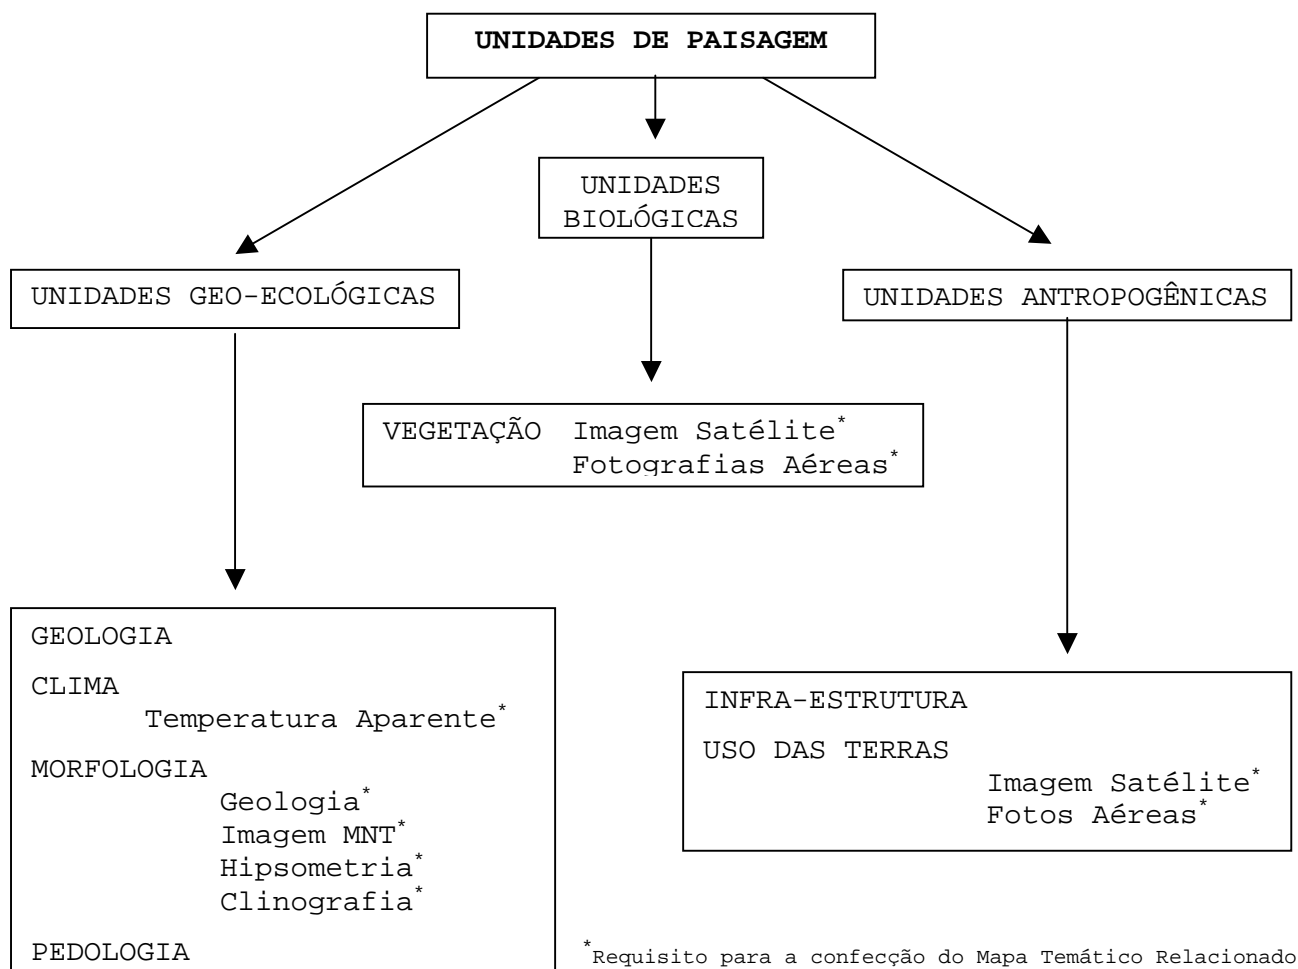 UNIDADES DE PAISAGEM
UNIDADES
BIOLÓGICAS
UNIDADES GEO-ECOLÓGICAS
UNIDADES ANTROPOGÊNICAS
VEGETAÇÃO Imagem Satélite*
Fotografias Aéreas*
GEOLOGIA
CLIMA
Temperatura Aparente*
MORFOLOGIA
Geologia*
Imagem MNT*
Hipsometria*
Clinografia*
PEDOLOGIA
INFRA-ESTRUTURA
USO DAS TERRAS
Imagem Satélite*
Fotos Aéreas*
*Requisito para a confecção do Mapa Temático Relacionado